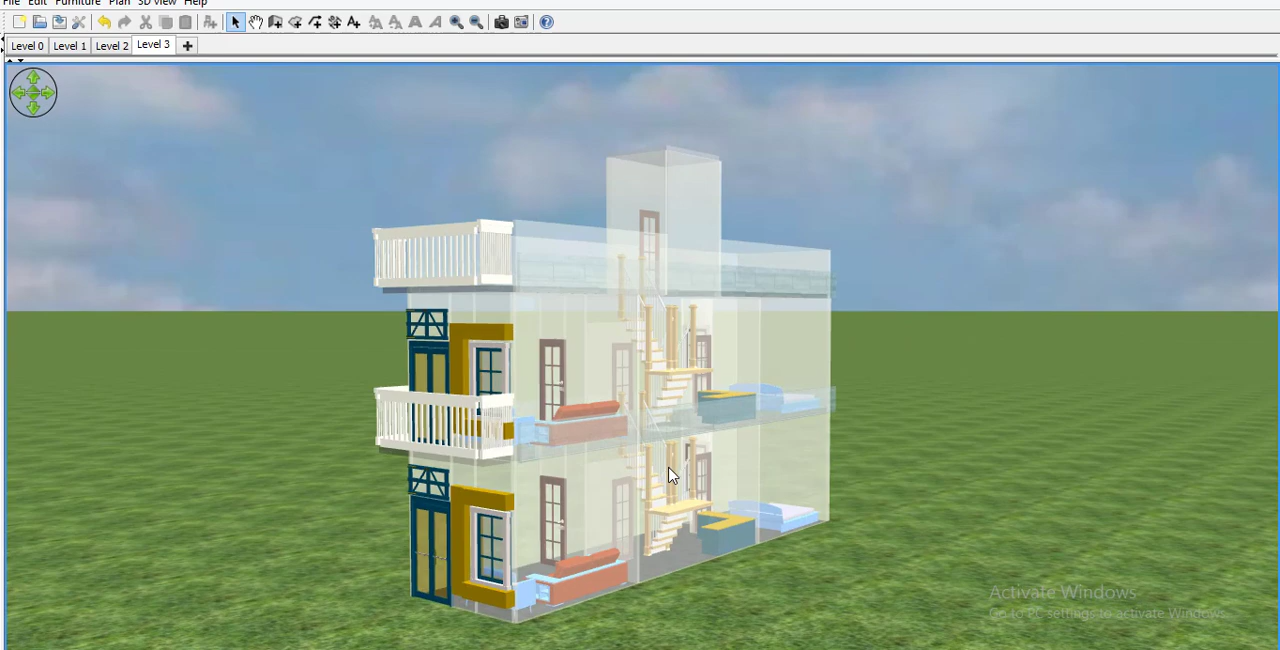 File Edit Furniture Plan 3D view Help
Level 0 Level 1 Level 2 Level 3
Activate Windows
Go to PC settings to activate Windows.